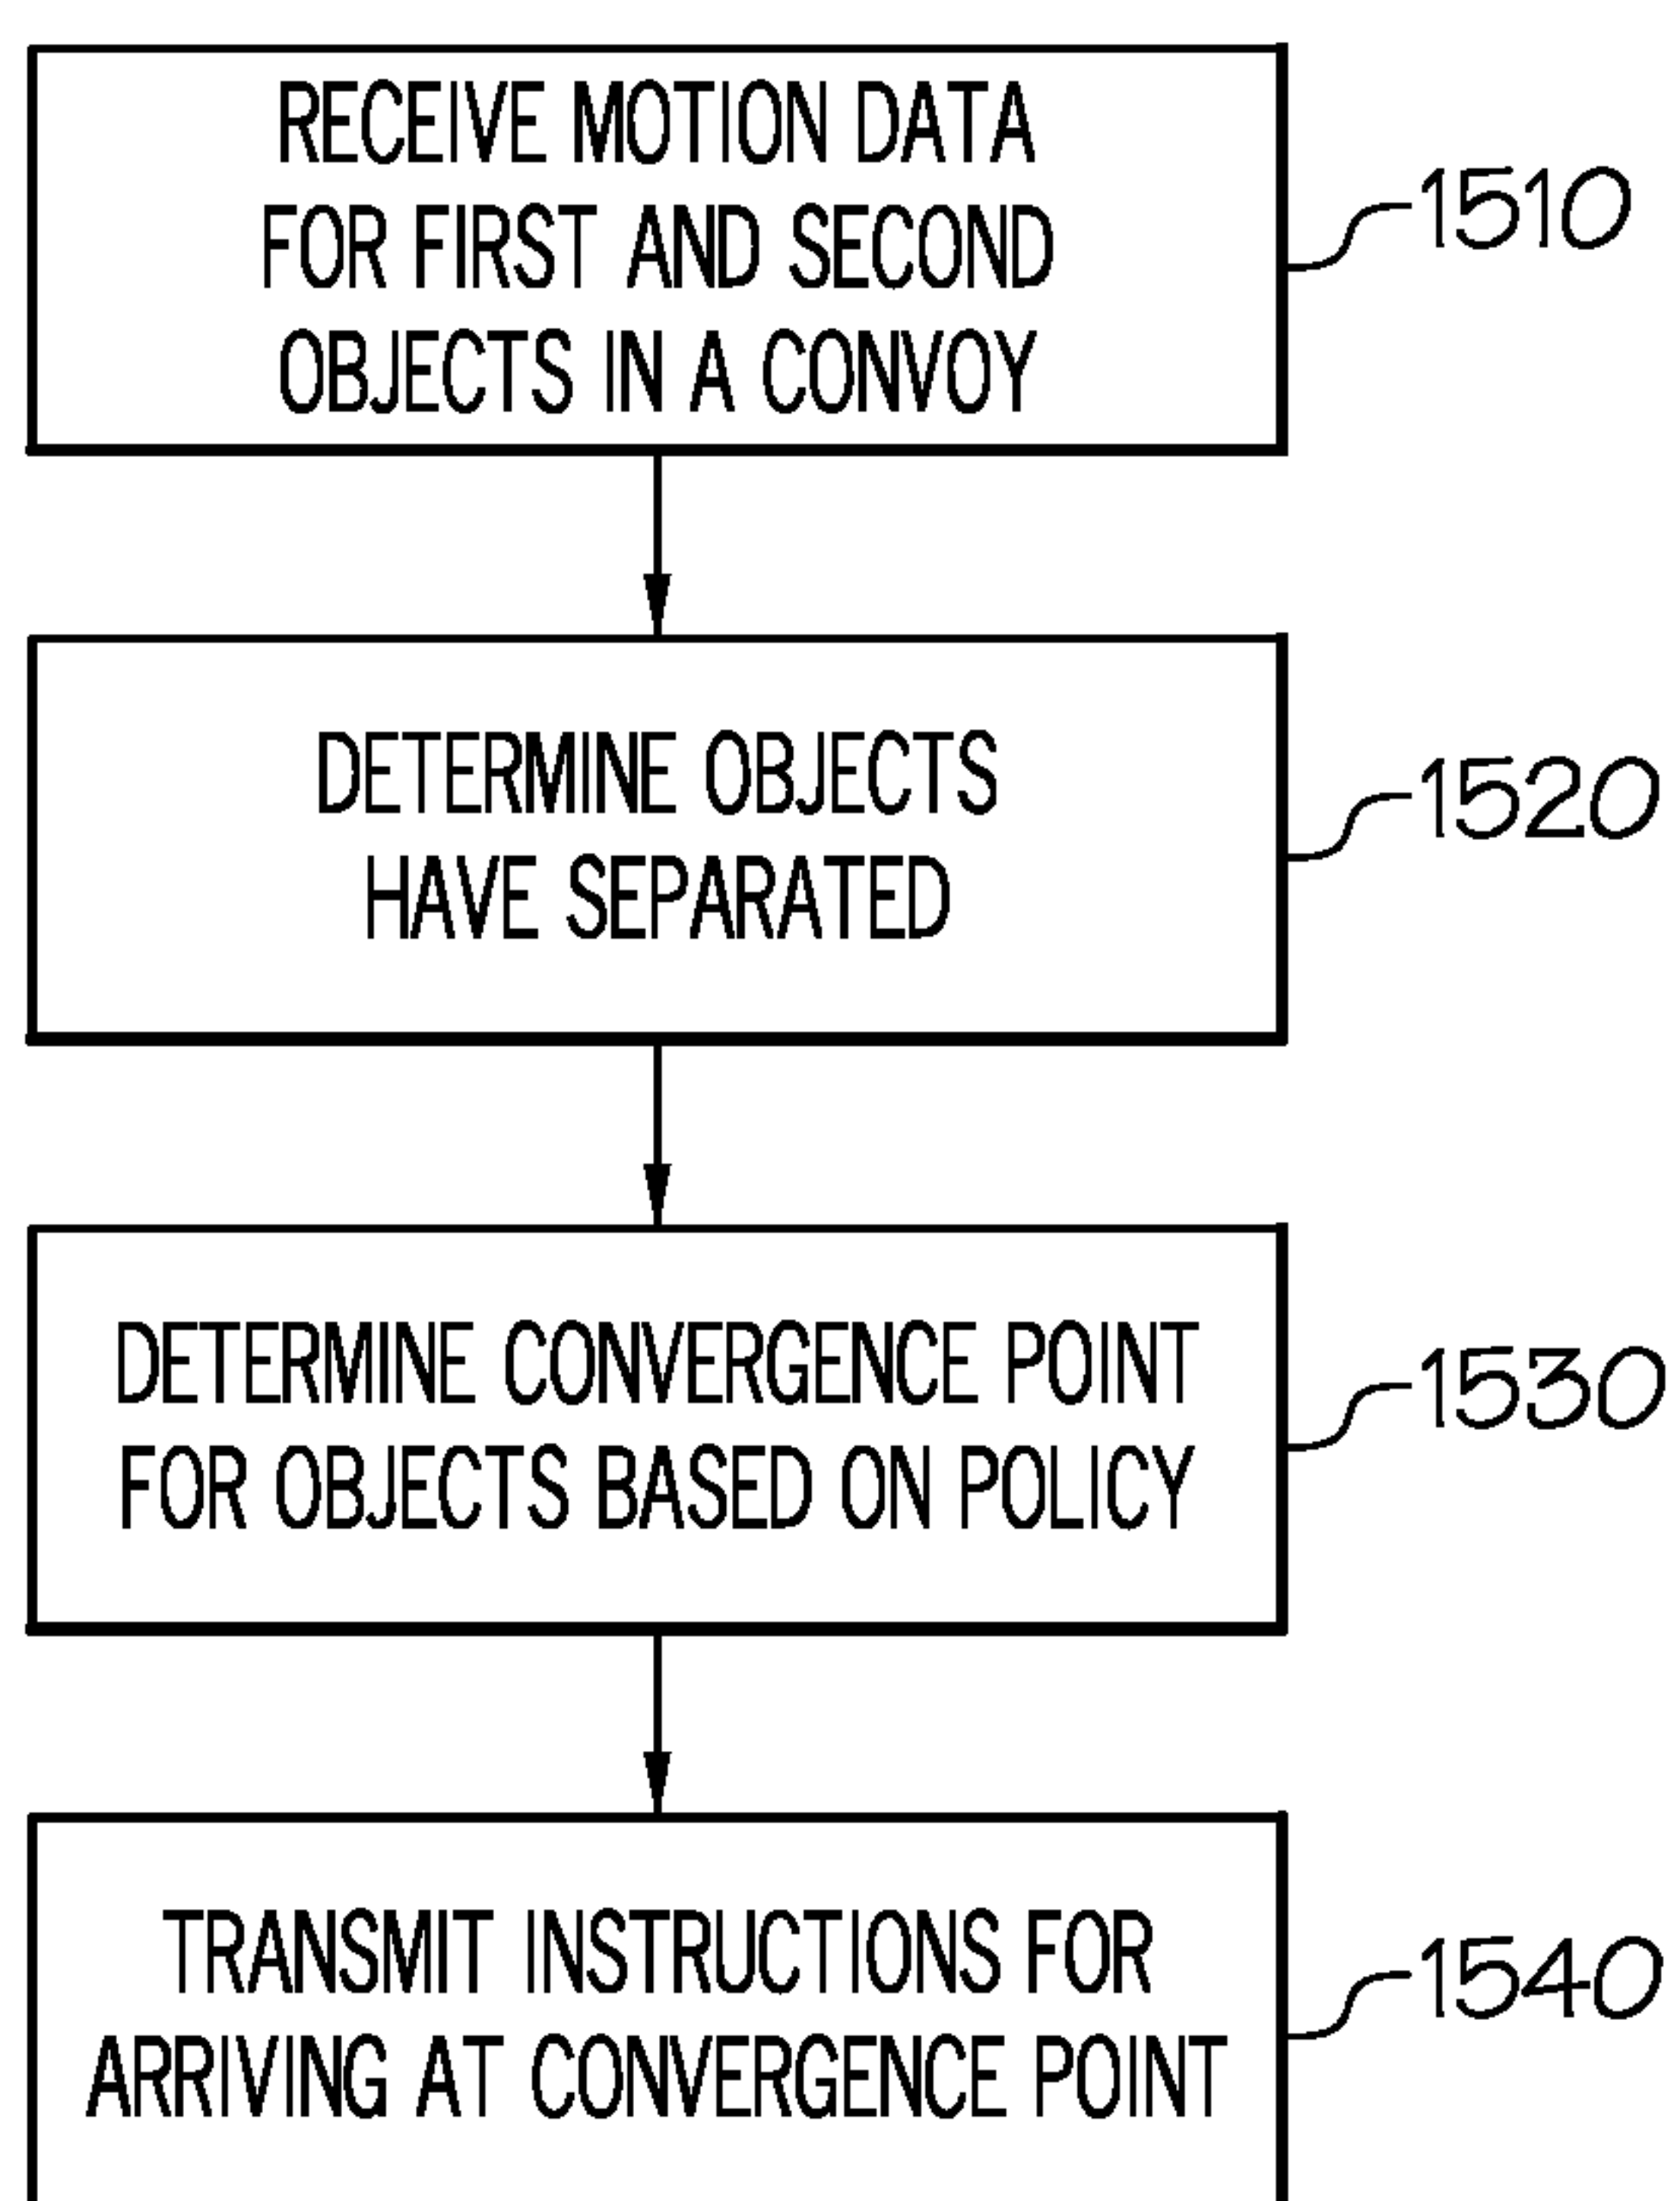 RECEIVE MOTION DATA
FOR FIRST AND SECOND
OBJECTS IN A CONVOY
1510
DETERMINE OBJECTS
HAVE SEPARATED
1520
DETERMINE CONVERGENCE POINT
FOR OBJECTS BASED ON POLICY
1530
TRANSMIT INSTRUCTIONS FOR
ARRIVING AT CONVERGENCE POINT
1540